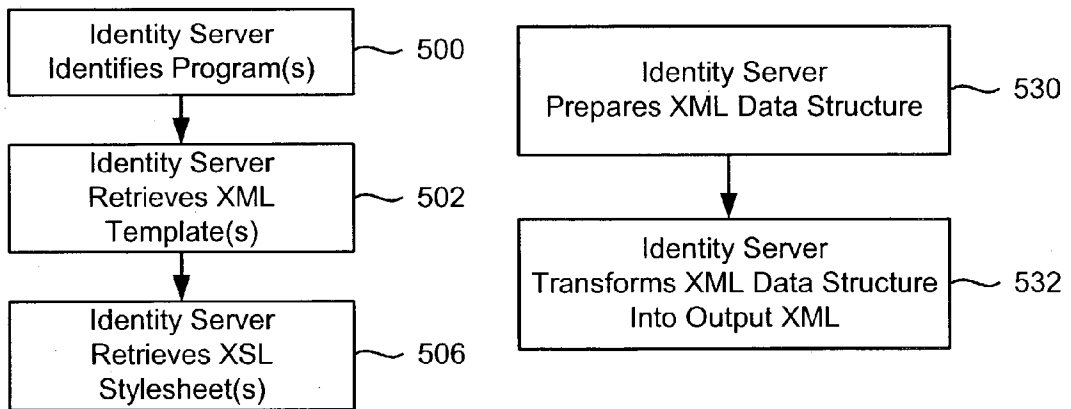 Identity Server
Identifies Program(s)
500
Identity Server
Retrieves XML
Template(s)
502
Identity Server
Retrieves XSL
Stylesheet(s)
506
Identity Server
Prepares XML Data Structure
530
Identity Server
Transforms XML Data Structure
Into Output XML
532